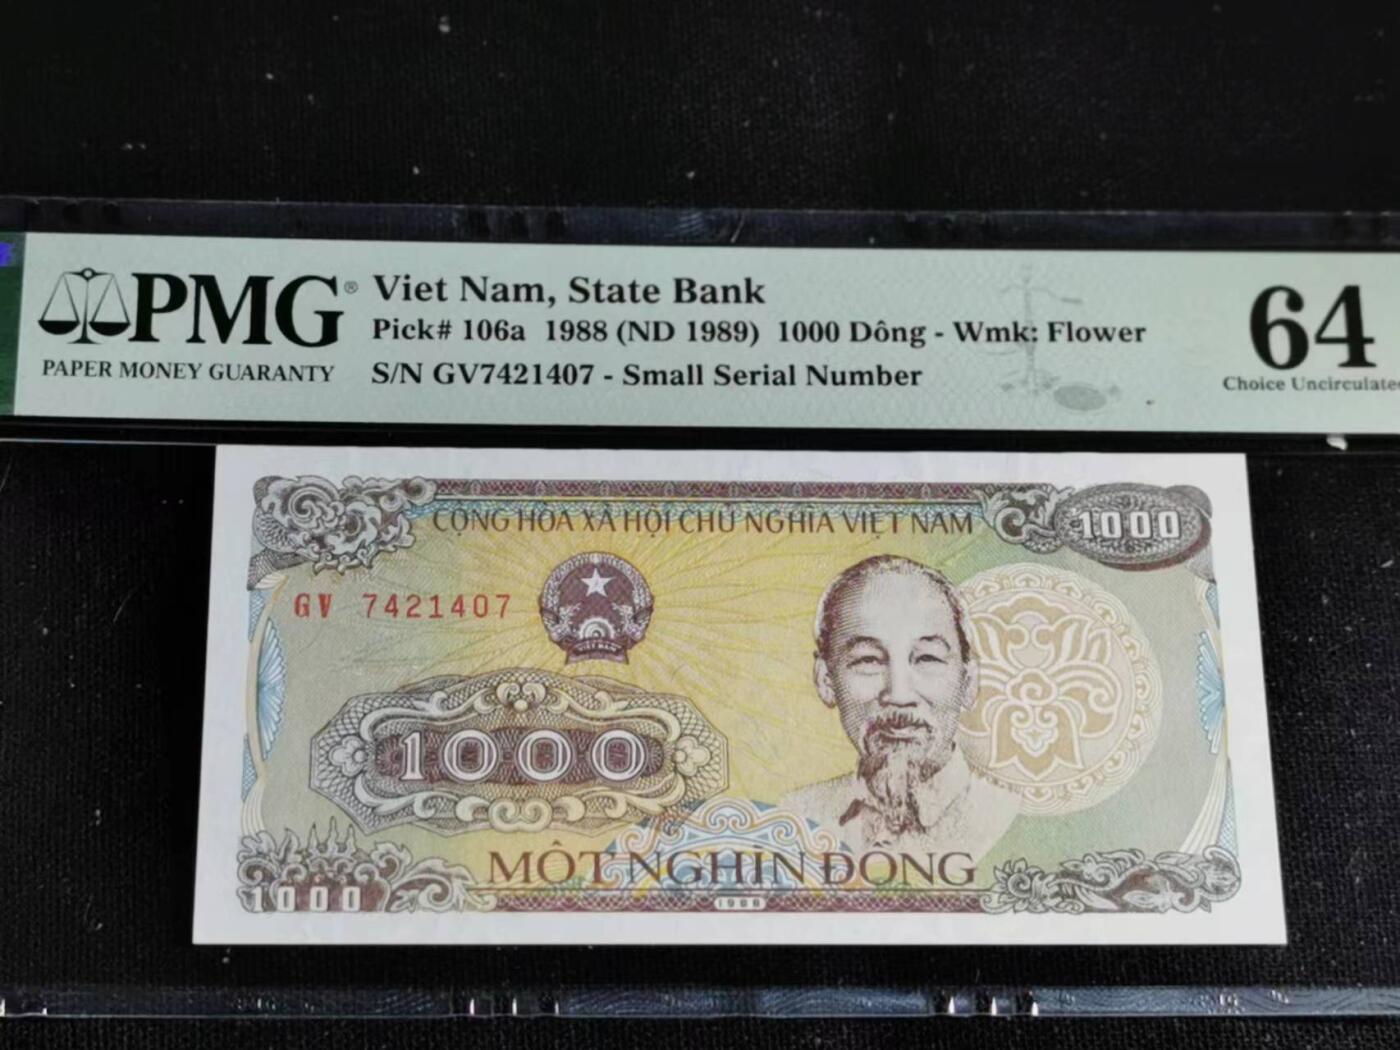 PMG®
PAPER MONEY GUARANTY
Viet Nam, State Bank
Pick# 106a 1988 (ND 1989) 1000 Dông - Wmk: Flower
S/N GV7421407 - Small Serial Number
64
Choice Uncirculated
CỘNG HÒA XÃ HỘI CHỦ NGHĨA VIỆT NAM
1000
GV 7421407
VIỆT NAM
1000
MỘT NGHÌN ĐỒNG
1000
1988